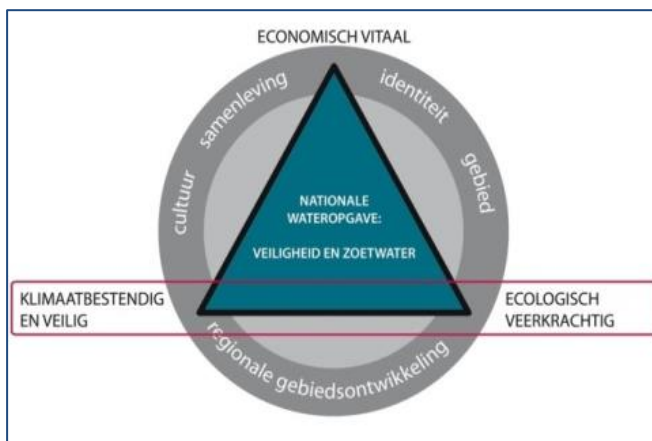 ECONOMISCH VITAAL
cultuur samenleving identiteit gebied
NATIONALE
WATEROPGAVE:
VEILIGHEID EN ZOETWATER
KLIMAATBESTENDIG
EN VEILIG
ECOLOGISCH
VEERKRACHTIG
regionale gebiedsontwikkeling